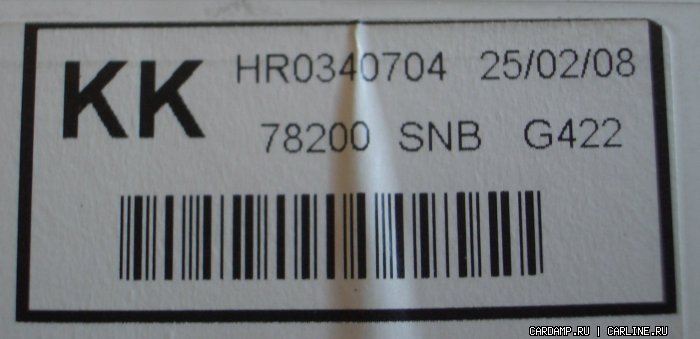 KK HR0340704 25/02/08
78200 SNB G422
CARDAMP.RU | CARLINE.RU